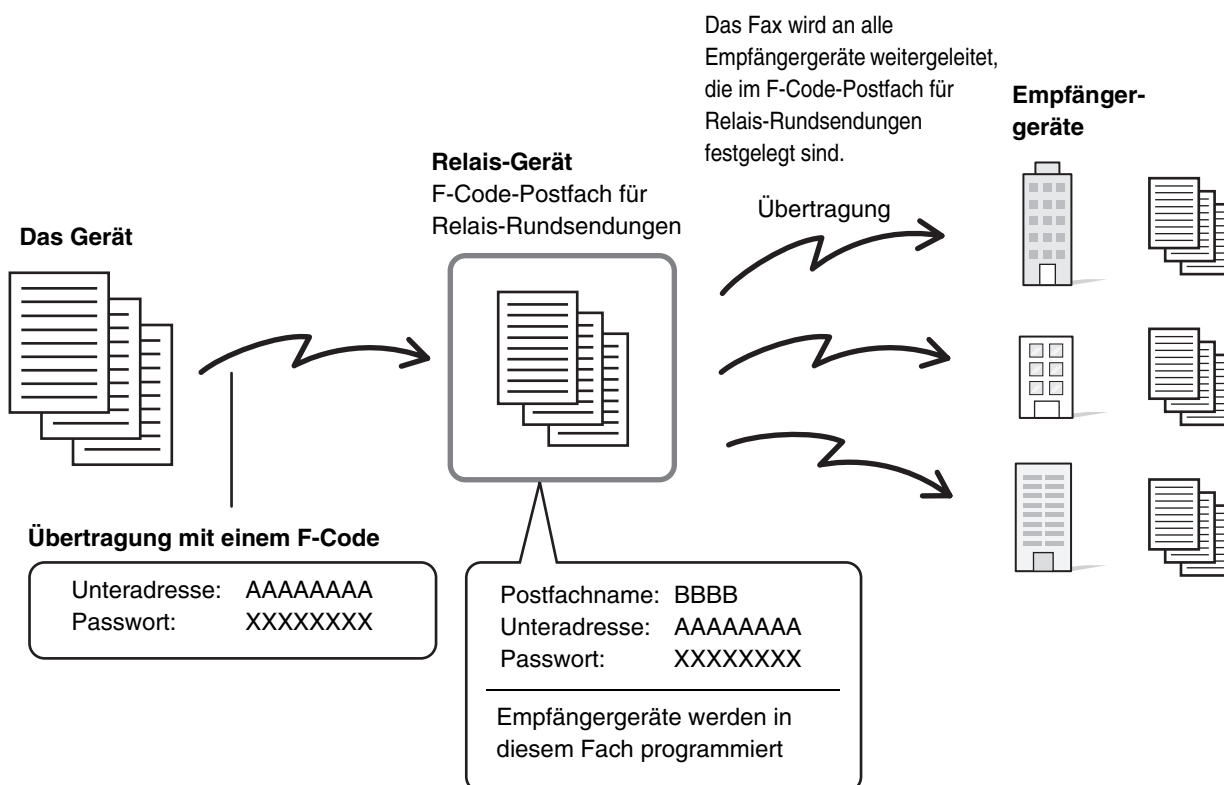 Das Fax wird an alle
Empfängergeräte weitergeleitet,
die im F-Code-Postfach für
Relais-Rundsendungen
festgelegt sind.
Empfänger-
geräte
Relais-Gerät
F-Code-Postfach für
Relais-Rundsendungen
Übertragung
Das Gerät
Übertragung mit einem F-Code
Unteradresse: AAAAAAAA
Passwort: XXXXXXXX
Postfachname: BBBB
Unteradresse: AAAAAAAA
Passwort: XXXXXXXX
Empfängergeräte werden in
diesem Fach programmiert